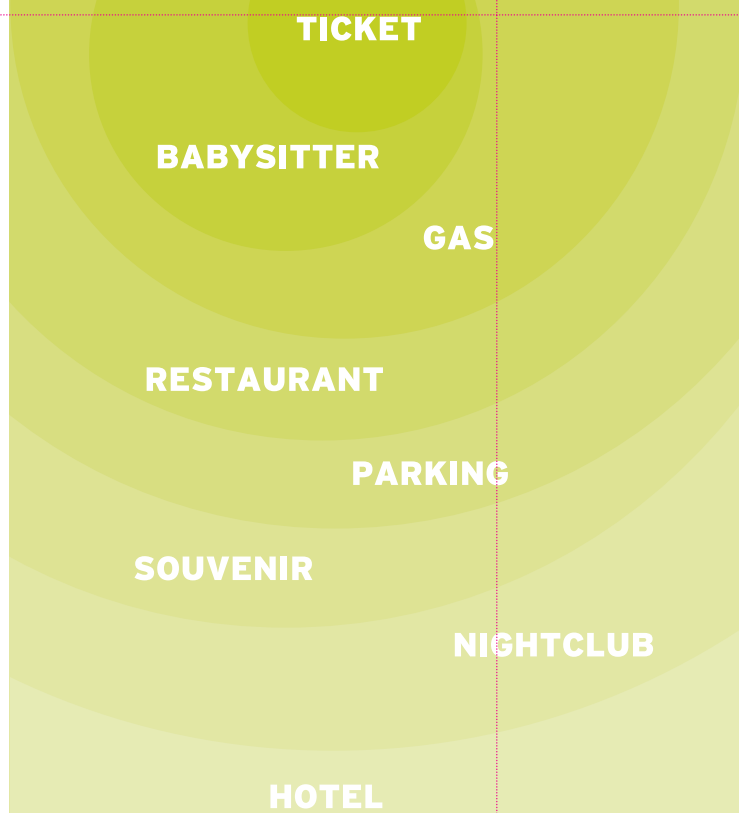 TICKET
BABYSITTER
GAS
RESTAURANT
PARKING
SOUVENIR
NIGHTCLUB
HOTEL